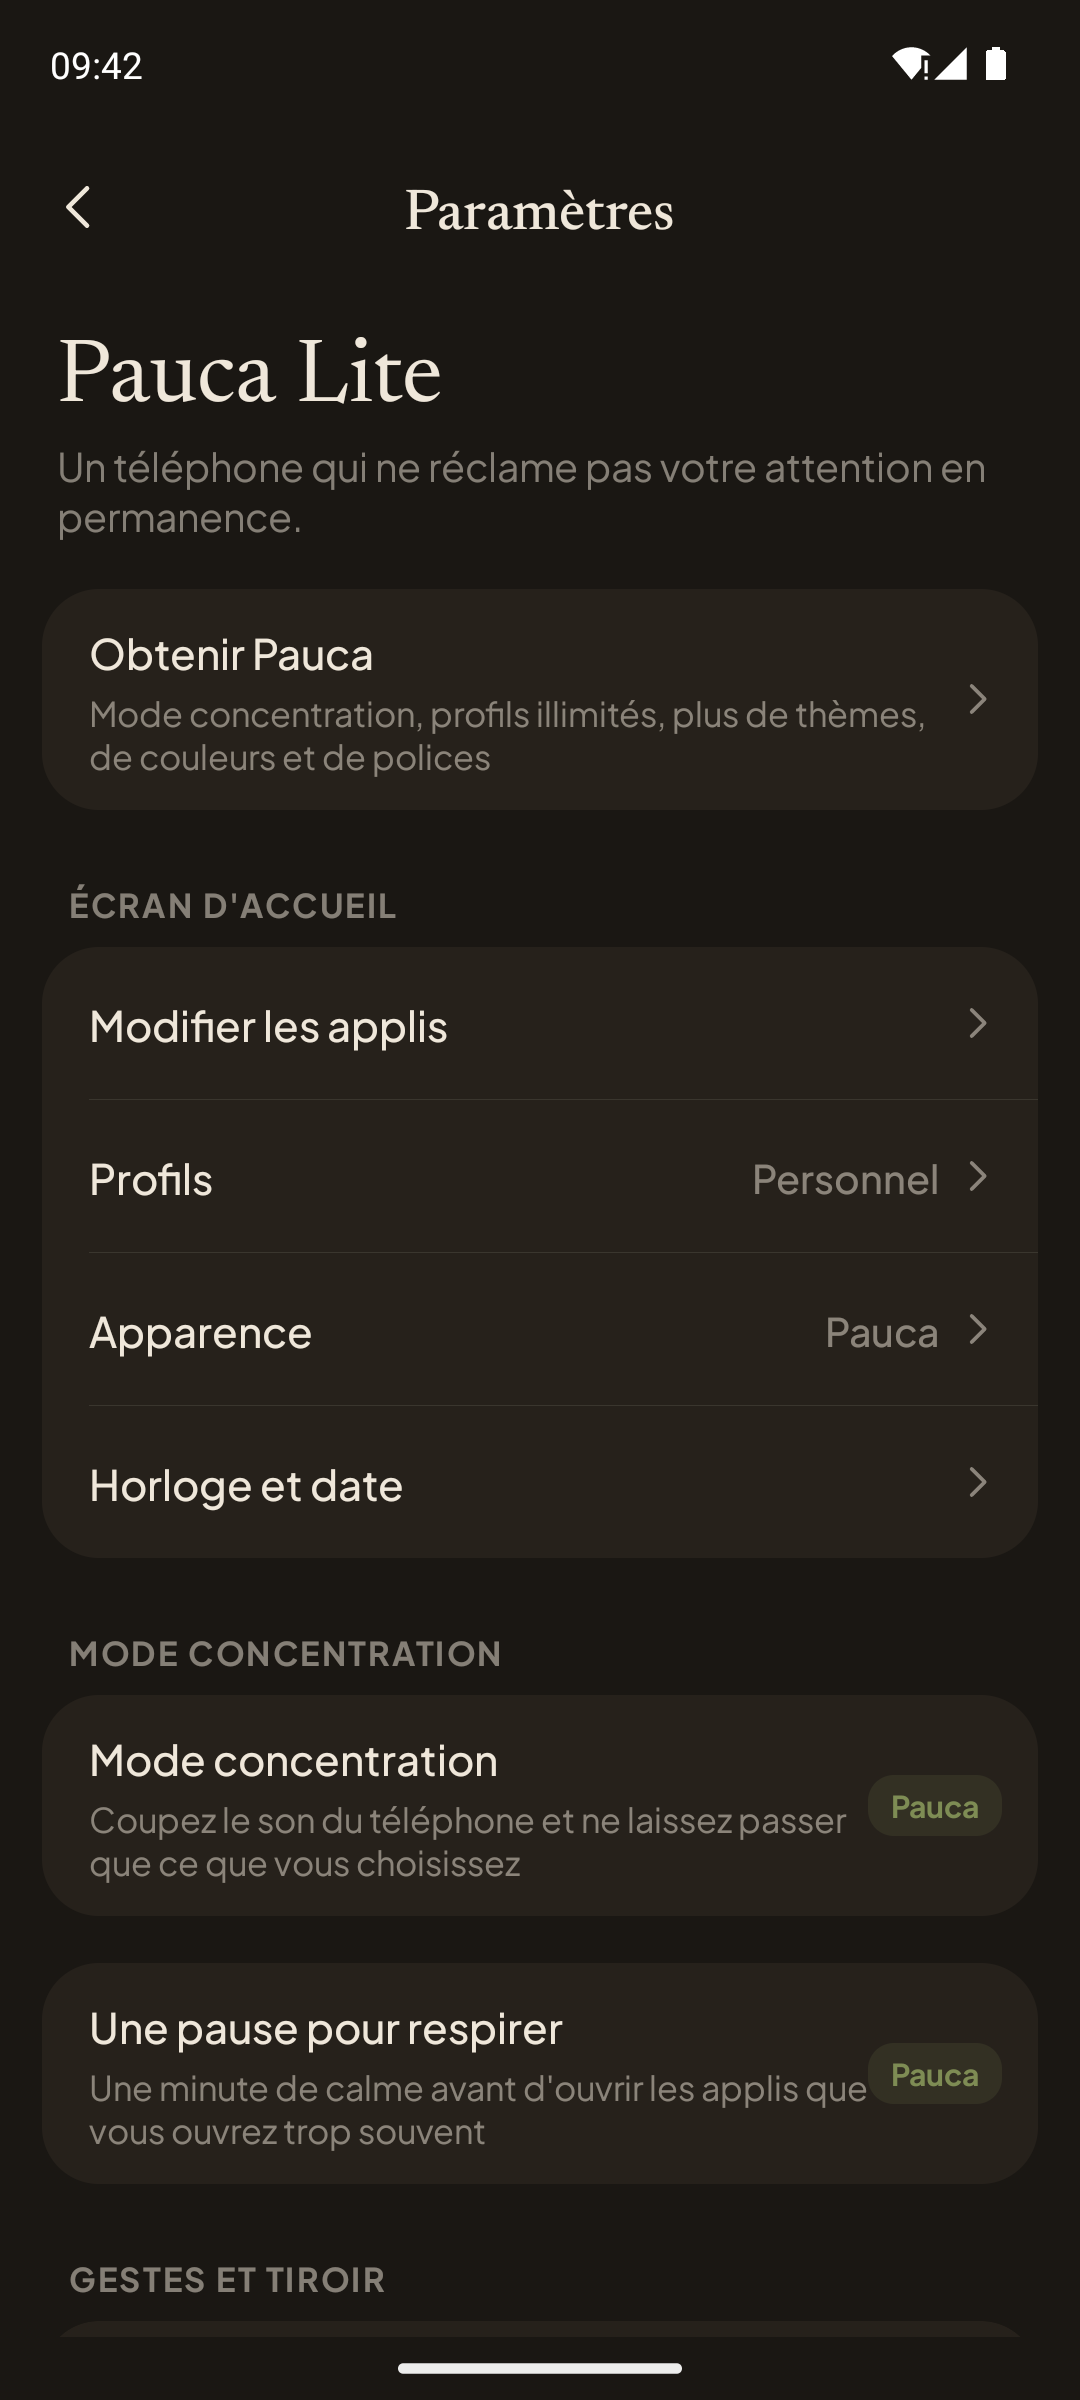 09:42
Paramètres
Pauca Lite
Un téléphone qui ne réclame pas votre attention en
permanence.
Obtenir Pauca
Mode concentration, profils illimités, plus de thèmes,
de couleurs et de polices
ÉCRAN D'ACCUEIL
Modifier les applis
Profils Personnel
Apparence Pauca
Horloge et date
MODE CONCENTRATION
Mode concentration
Coupez le son du téléphone et ne laissez passer
que ce que vous choisissez
Pauca
Une pause pour respirer
Une minute de calme avant d'ouvrir les applis que
vous ouvrez trop souvent
Pauca
GESTES ET TIROIR